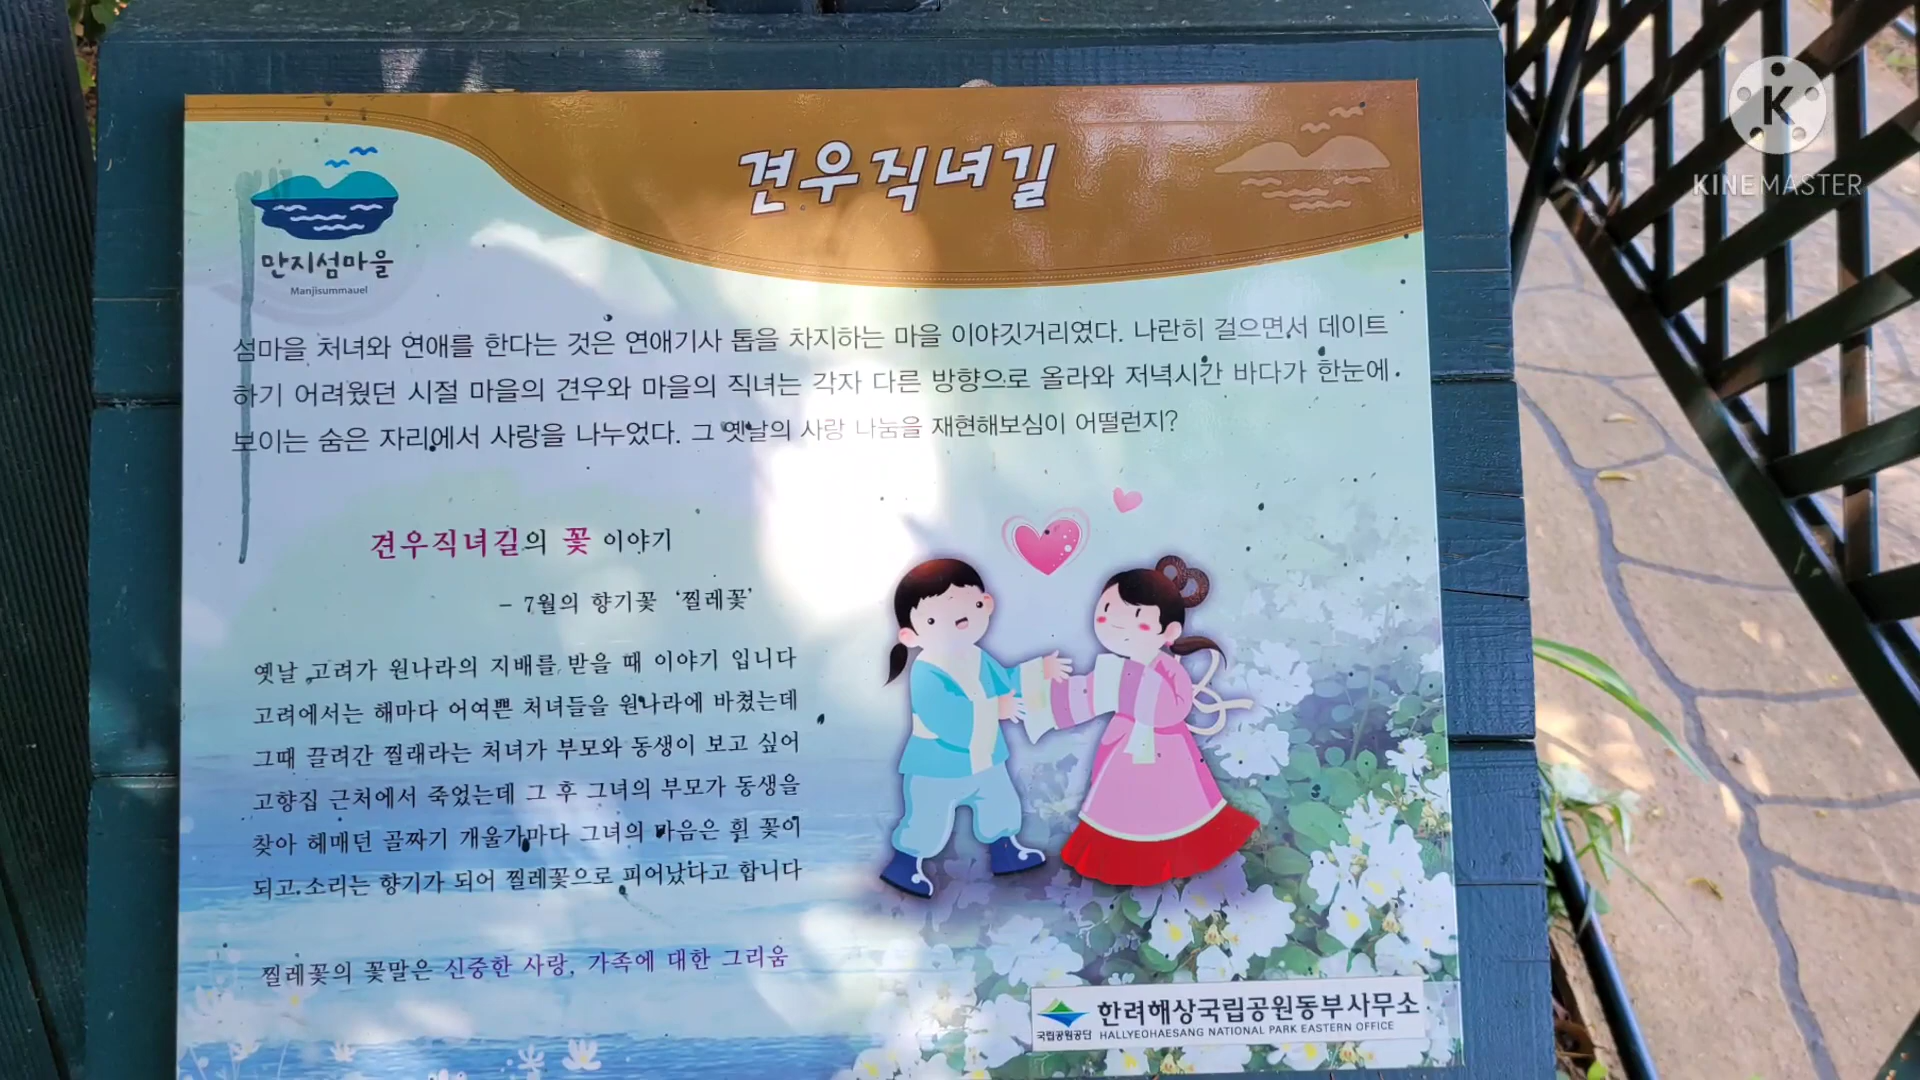 견우직녀길
KINEMASTER
만지섬마을
Manjisummauel
섬마을 처녀와 연애를 한다는 것은 연애기사 톱을 차지하는 마을 이야깃거리였다. 나란히 걸으면서 데이트
하기 어려웠던 시절 마을의 견우와 마을의 직녀는 각자 다른 방향으로 올라와 저녁시간 바다가 한눈에
보이는 숨은 자리에서 사랑을 나누었다. 그 옛날의 사랑 나눔을 재현해보심이 어떨런지?
견우직녀길의 꽃 이야기
- 7월의 향기꽃 ‘찔레꽃’
옛날 고려가 원나라의 지배를 받을 때 이야기 입니다
고려에서는 해마다 어여쁜 처녀들을 원나라에 바쳤는데
그때 끌려간 찔래라는 처녀가 부모와 동생이 보고 싶어
고향집 근처에서 죽었는데 그 후 그녀의 부모가 동생을
찾아 헤매던 골짜기 개울가마다 그녀의 마음은 흰 꽃이
되고 소리는 향기가 되어 찔레꽃으로 피어났다고 합니다
찔레꽃의 꽃말은 신중한 사랑, 가족에 대한 그리움
국립공원공단
한려해상국립공원동부사무소
HALLYEOHAESANG NATIONAL PARK EASTERN OFFICE